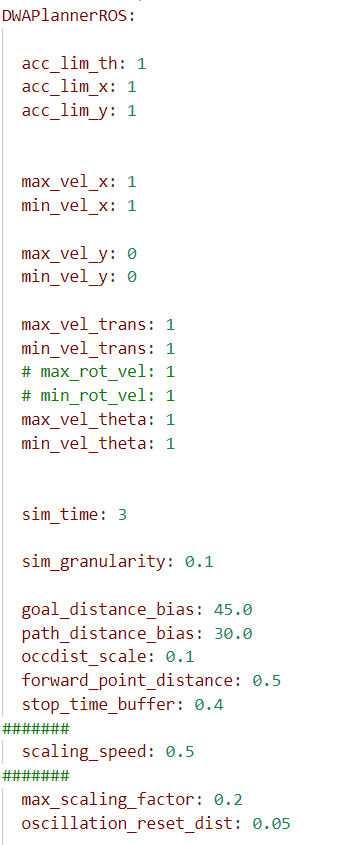 DWAPlannerROS:
acc_lim_th: 1
acc_lim_x: 1
acc_lim_y: 1
max_vel_x: 1
min_vel_x: 1
max_vel_y: 0
min_vel_y: 0
max_vel_trans: 1
min_vel_trans: 1
# max_rot_vel: 1
# min_rot_vel: 1
max_vel_theta: 1
min_vel_theta: 1
sim_time: 3
sim_granularity: 0.1
goal_distance_bias: 45.0
path_distance_bias: 30.0
occdist_scale: 0.1
forward_point_distance: 0.5
stop_time_buffer: 0.4
#######
scaling_speed: 0.5
#######
max_scaling_factor: 0.2
oscillation_reset_dist: 0.05